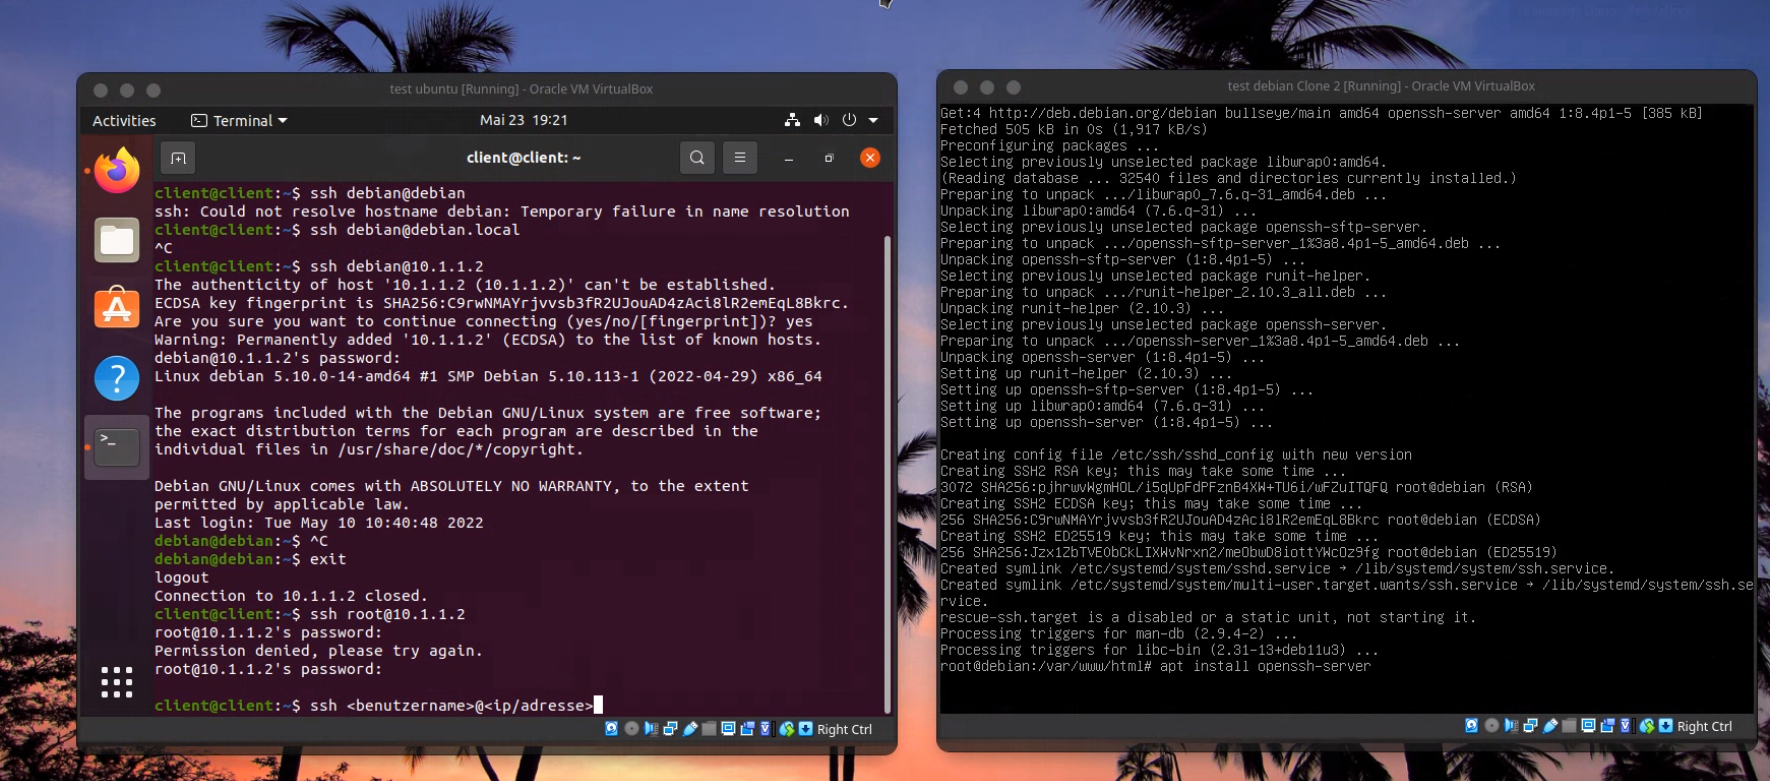 test ubuntu [Running] - Oracle VM VirtualBox
Activities
Terminal
Mai 23 19:21
client@client: ~
client@client:~$ ssh debian@debian
ssh: Could not resolve hostname debian: Temporary failure in name resolution
client@client:~$ ssh debian@debian.local
^C
client@client:~$ ssh debian@10.1.1.2
The authenticity of host '10.1.1.2 (10.1.1.2)' can't be established.
ECDSA key fingerprint is SHA256:C9rwNMAYrjvvsb3fR2UJouAD4zAci8lR2emEqL8Bkrc.
Are you sure you want to continue connecting (yes/no/[fingerprint])? yes
Warning: Permanently added '10.1.1.2' (ECDSA) to the list of known hosts.
debian@10.1.1.2's password:
Linux debian 5.10.0-14-amd64 #1 SMP Debian 5.10.113-1 (2022-04-29) x86_64
The programs included with the Debian GNU/Linux system are free software;
the exact distribution terms for each program are described in the
individual files in /usr/share/doc/*/copyright.
Debian GNU/Linux comes with ABSOLUTELY NO WARRANTY, to the extent
permitted by applicable law.
Last login: Tue May 10 10:40:48 2022
debian@debian:~$ ^C
debian@debian:~$ exit
logout
Connection to 10.1.1.2 closed.
client@client:~$ ssh root@10.1.1.2
root@10.1.1.2's password:
Permission denied, please try again.
root@10.1.1.2's password:
client@client:~$ ssh <benutzername>@<ip/adresse>
Right Ctrl
test debian Clone 2 [Running] - Oracle VM VirtualBox
Get:4 http://deb.debian.org/debian bullseye/main amd64 openssh-server amd64 1:8.4p1-5 [385 kB]
Fetched 505 kB in 0s (1,917 kB/s)
Preconfiguring packages ...
Selecting previously unselected package libwrap0:amd64.
(Reading database ... 32540 files and directories currently installed.)
Preparing to unpack .../libwrap0_7.6.q-31_amd64.deb ...
Unpacking libwrap0:amd64 (7.6.q-31) ...
Selecting previously unselected package openssh-sftp-server.
Preparing to unpack .../openssh-sftp-server_1%3a8.4p1-5_amd64.deb ...
Unpacking openssh-sftp-server (1:8.4p1-5) ...
Selecting previously unselected package runit-helper.
Preparing to unpack .../runit-helper_2.10.3_all.deb ...
Unpacking runit-helper (2.10.3) ...
Selecting previously unselected package openssh-server.
Preparing to unpack .../openssh-server_1%3a8.4p1-5_amd64.deb ...
Unpacking openssh-server (1:8.4p1-5) ...
Setting up runit-helper (2.10.3) ...
Setting up openssh-sftp-server (1:8.4p1-5) ...
Setting up libwrap0:amd64 (7.6.q-31) ...
Setting up openssh-server (1:8.4p1-5) ...
Creating config file /etc/ssh/sshd_config with new version
Creating SSH2 RSA key; this may take some time ...
3072 SHA256:pjhrwvWgmHOL/i5qUpFdPFznB4XW+TU6i/wFZuITQFQ root@debian (RSA)
Creating SSH2 ECDSA key; this may take some time ...
256 SHA256:C9rwNMAYrjvvsb3fR2UJouAD4zAci8lR2emEqL8Bkrc root@debian (ECDSA)
Creating SSH2 ED25519 key; this may take some time ...
256 SHA256:Jzx1ZbTVEObCkLIXWvNrxn2/meObwD8iottYWcOz9fg root@debian (ED25519)
Created symlink /etc/systemd/system/sshd.service → /lib/systemd/system/ssh.service.
Created symlink /etc/systemd/system/multi-user.target.wants/ssh.service → /lib/systemd/system/ssh.se
rvice.
rescue-ssh.target is a disabled or a static unit, not starting it.
Processing triggers for man-db (2.9.4-2) ...
Processing triggers for libc-bin (2.31-13+deb11u3) ...
root@debian:/var/www/html# apt install openssh-server
Right Ctrl